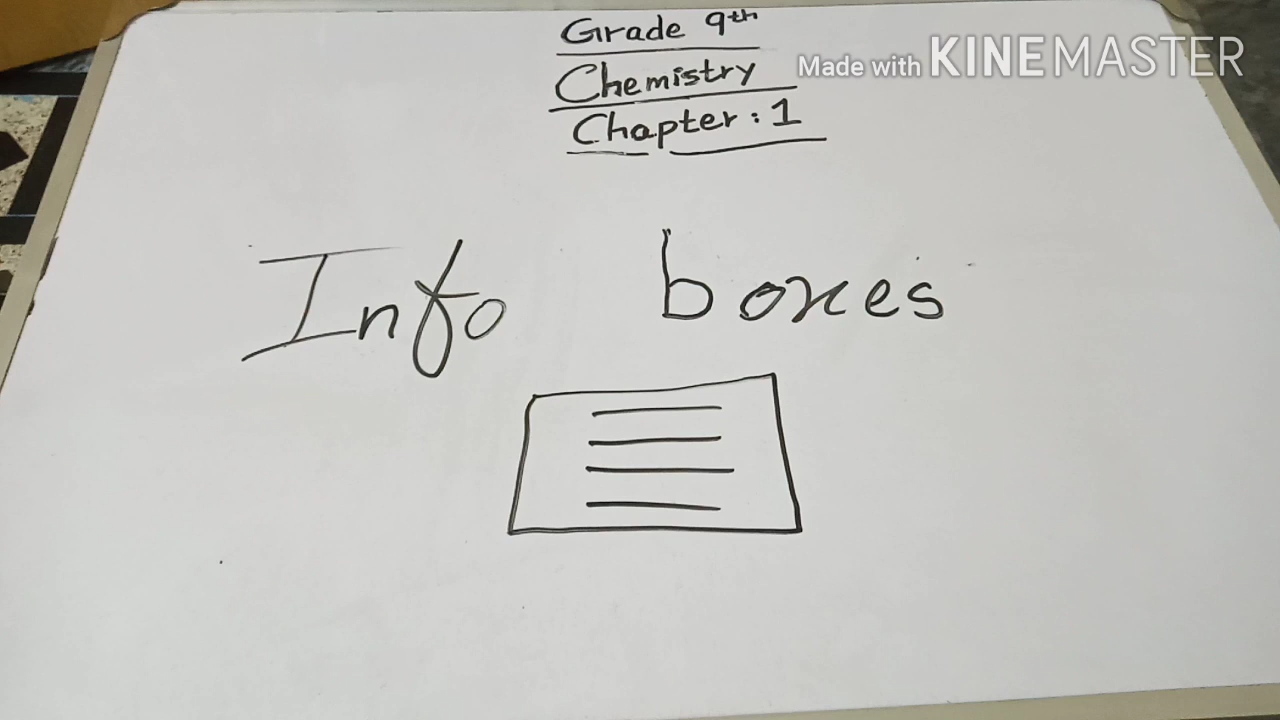 Grade 9th
Made with KINEMASTER
Chemistry
Chapter: 1
Info boxes